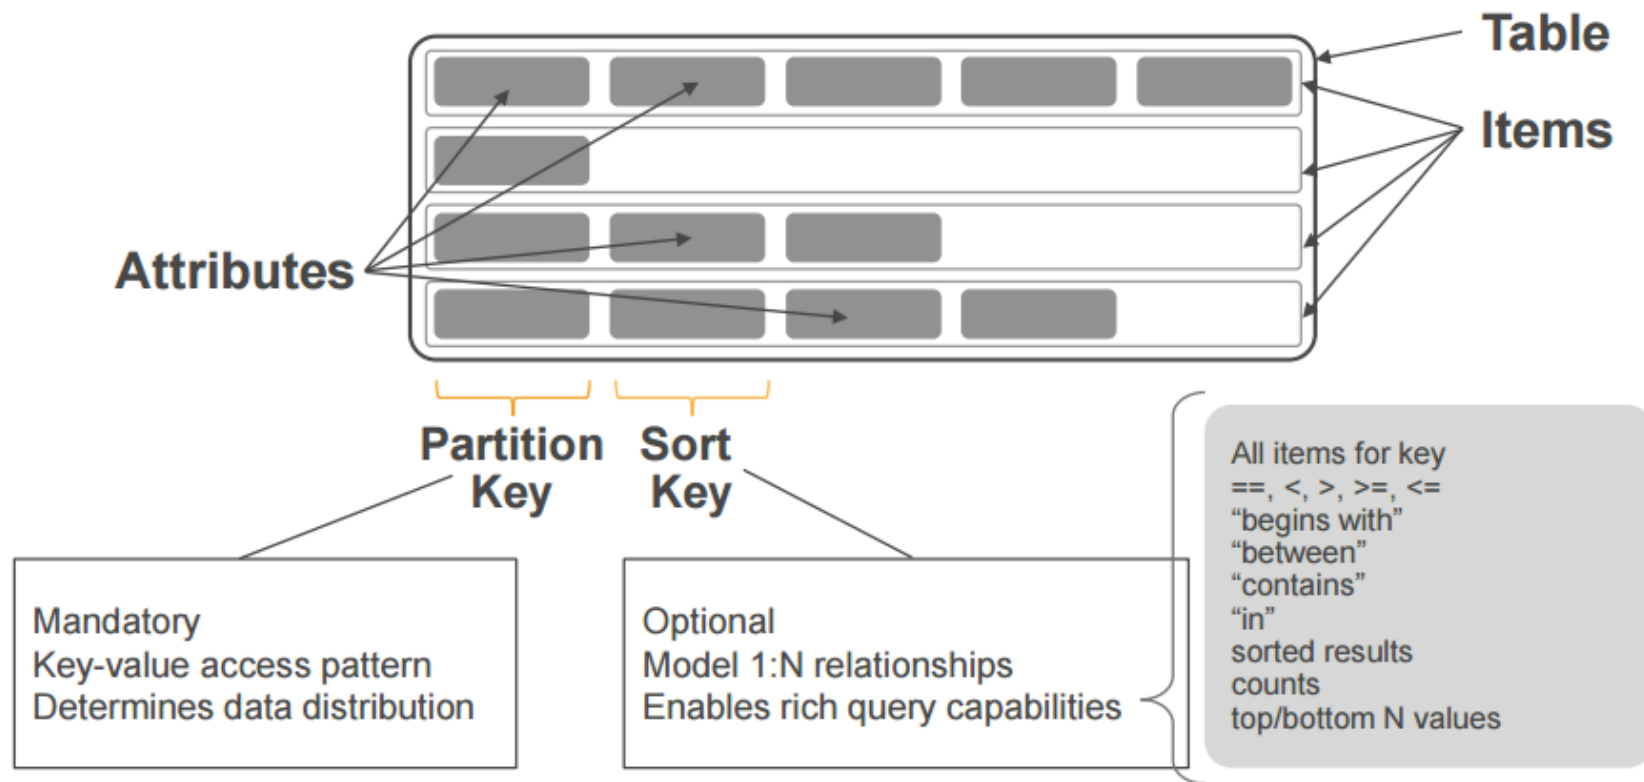 Table
Items
Attributes
Partition
Key
Sort
Key
Mandatory
Key-value access pattern
Determines data distribution
Optional
Model 1:N relationships
Enables rich query capabilities
All items for key
==, <, >, >=, <=
“begins with”
“between”
“contains”
“in”
sorted results
counts
top/bottom N values